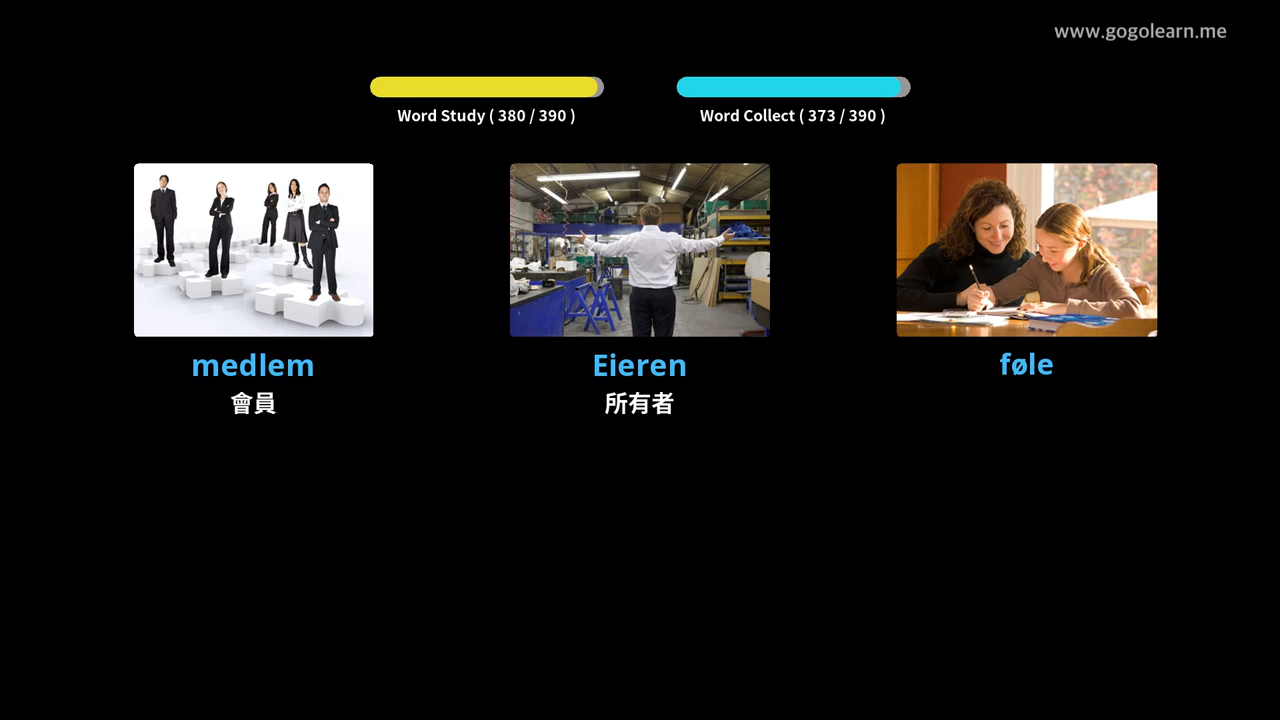 www.gogolearn.me
Word Study ( 380 / 390 )
Word Collect ( 373 / 390 )
medlem
Eieren
føle
會員
所有者